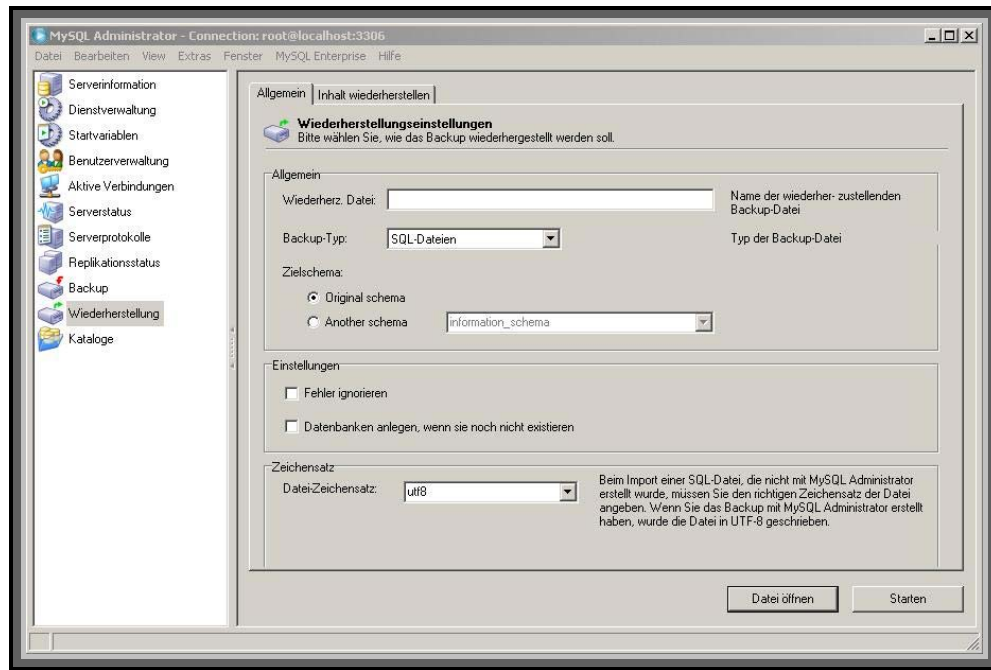 MySQL Administrator - Connection: root@localhost:3306
Datei Bearbeiten View Extras Fenster MySQL Enterprise Hilfe
Serverinformation
Dienstverwaltung
Startvariablen
Benutzerverwaltung
Aktive Verbindungen
Serverstatus
Serverprotokolle
Replikationsstatus
Backup
Wiederherstellung
Kataloge
Allgemein
Inhalt wiederherstellen
Wiederherstellungseinstellungen
Bitte wählen Sie, wie das Backup wiederhergestellt werden soll.
Allgemein
Wiederherz. Datei:
Name der wiederher- zustellenden
Backup-Datei
Backup-Typ:
SQL-Dateien
Typ der Backup-Datei
Zielschema:
Original schema
Another schema
information_schema
Einstellungen
Fehler ignorieren
Datenbanken anlegen, wenn sie noch nicht existieren
Zeichensatz
Datei-Zeichensatz:
utf8
Beim Import einer SQL-Datei, die nicht mit MySQL Administrator
erstellt wurde, müssen Sie den richtigen Zeichensatz der Datei
angeben. Wenn Sie das Backup mit MySQL Administrator erstellt
haben, wurde die Datei in UTF-8 geschrieben.
Datei öffnen
Starten